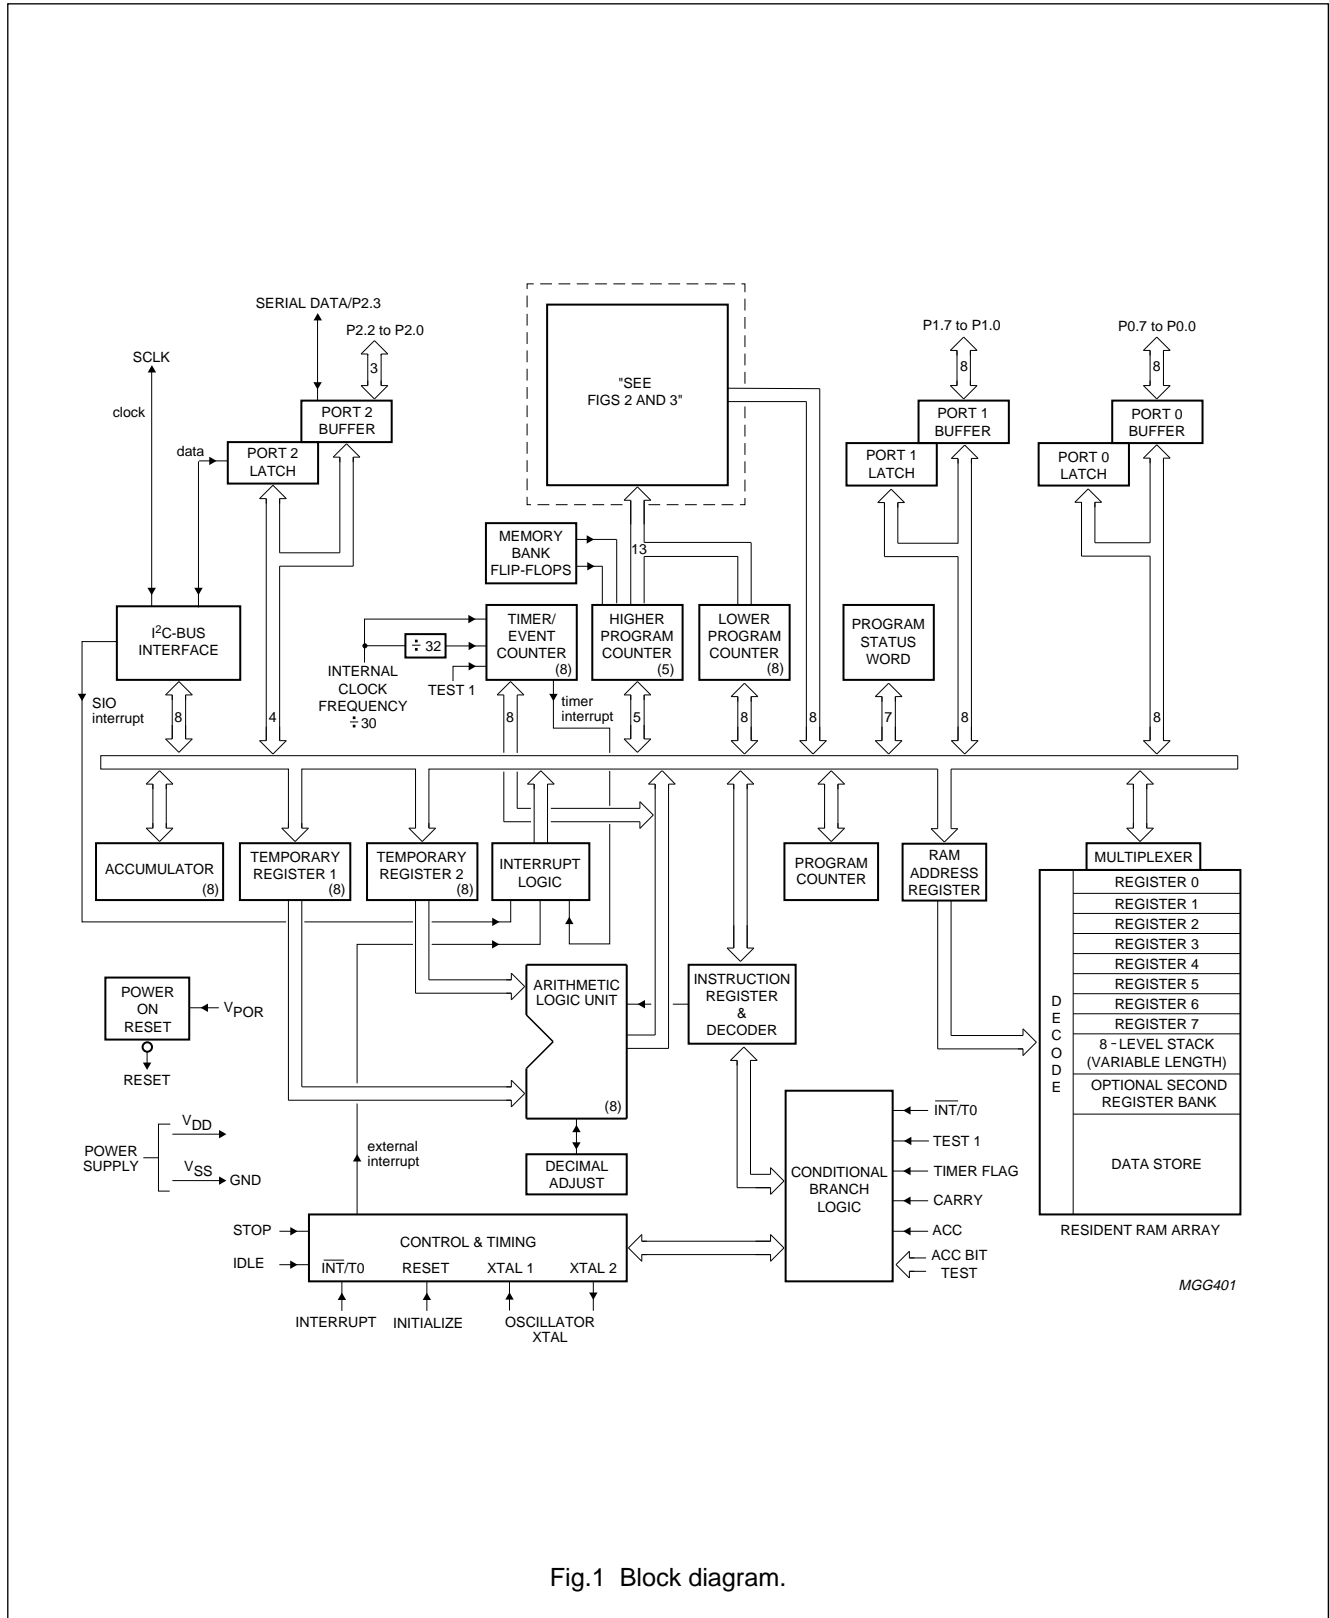 SERIAL DATA/P2.3
P2.2 to P2.0
P1.7 to P1.0
P0.7 to P0.0
SCLK
3
8
8
"SEE
FIGS 2 AND 3"
clock
PORT 2
BUFFER
PORT 1
BUFFER
PORT 0
BUFFER
data
PORT 2
LATCH
PORT 1
LATCH
PORT 0
LATCH
MEMORY
BANK
FLIP-FLOPS
13
I²C-BUS
INTERFACE
÷ 32
TIMER/
EVENT
COUNTER
(8)
HIGHER
PROGRAM
COUNTER
(5)
LOWER
PROGRAM
COUNTER
(8)
PROGRAM
STATUS
WORD
INTERNAL
CLOCK
FREQUENCY
÷ 30
TEST 1
SIO
interrupt
8
4
8
timer
interrupt
5
8
8
7
8
8
ACCUMULATOR
(8)
TEMPORARY
REGISTER 1
(8)
TEMPORARY
REGISTER 2
(8)
INTERRUPT
LOGIC
PROGRAM
COUNTER
RAM
ADDRESS
REGISTER
MULTIPLEXER
DECODE
REGISTER 0
REGISTER 1
REGISTER 2
REGISTER 3
REGISTER 4
REGISTER 5
REGISTER 6
REGISTER 7
8 - LEVEL STACK
(VARIABLE LENGTH)
OPTIONAL SECOND
REGISTER BANK
DATA STORE
RESIDENT RAM ARRAY
POWER
ON
RESET
VPOR
RESET
ARITHMETIC
LOGIC UNIT
(8)
INSTRUCTION
REGISTER
&
DECODER
POWER
SUPPLY
VDD
VSS
GND
external
interrupt
DECIMAL
ADJUST
CONDITIONAL
BRANCH
LOGIC
I̅N̅T̅/T0
TEST 1
TIMER FLAG
CARRY
ACC
ACC BIT
TEST
STOP
IDLE
CONTROL & TIMING
I̅N̅T̅/T0 RESET XTAL 1 XTAL 2
INTERRUPT INITIALIZE OSCILLATOR
XTAL
MGG401
Fig.1 Block diagram.